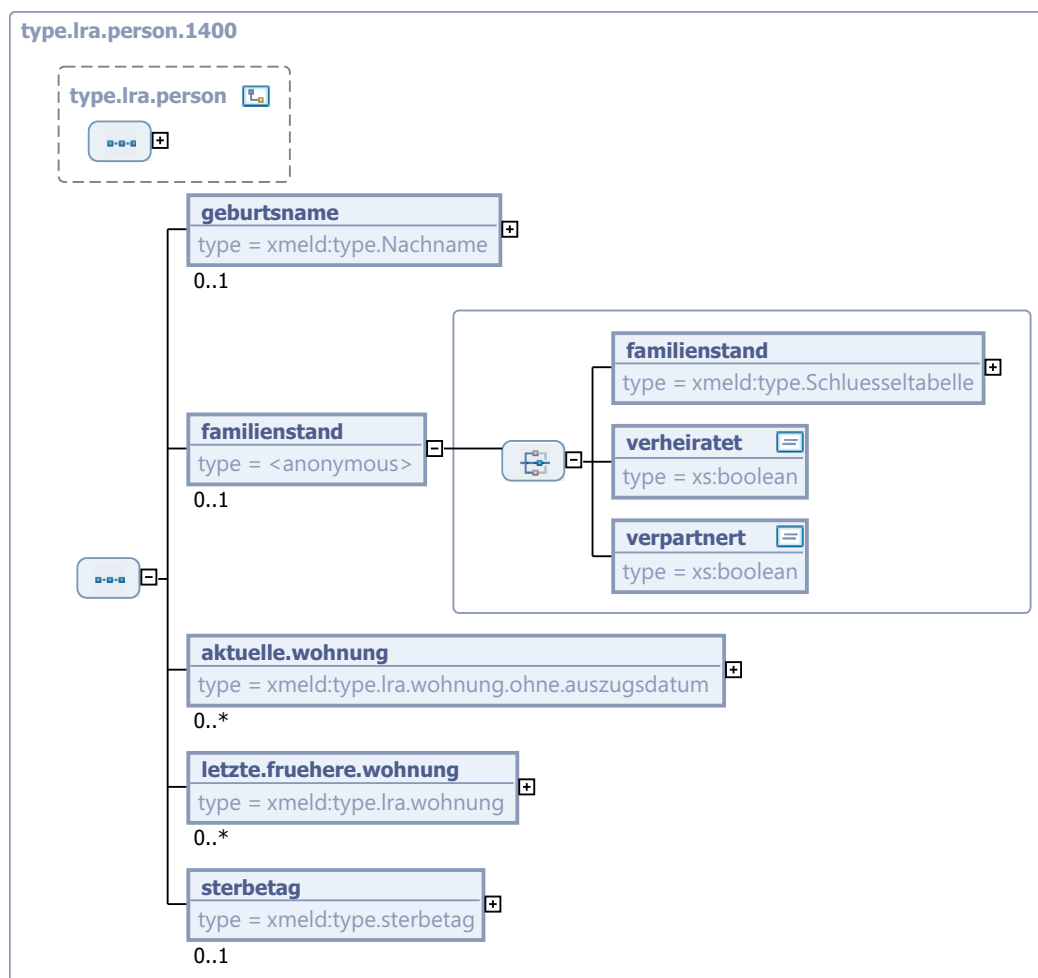 type.lra.person.1400
type.lra.person
geburtsname
type = xmeld:type.Nachname
0..1
familienstand
type = <anonymous>
0..1
familienstand
type = xmeld:type.Schluesseltabelle
verheiratet
type = xs:boolean
verpartnert
type = xs:boolean
aktuelle.wohnung
type = xmeld:type.lra.wohnung.ohne.auszugsdatum
0..*
letzte.fruehere.wohnung
type = xmeld:type.lra.wohnung
0..*
sterbetag
type = xmeld:type.sterbetag
0..1